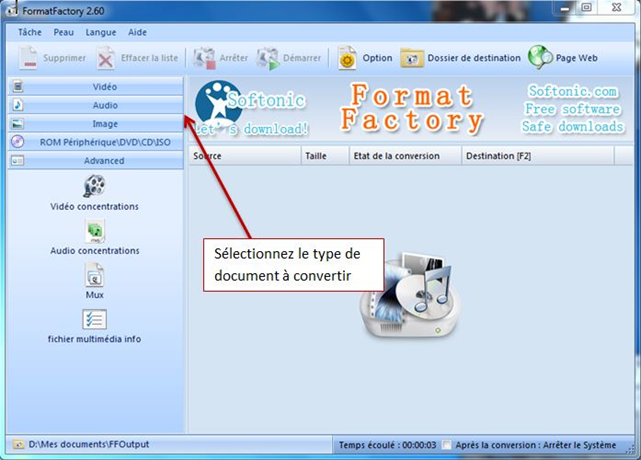 FormatFactory 2.60
Tâche Peau Langue Aide
Supprimer Effacer la liste Arrêter Démarrer Option Dossier de destination Page Web
Vidéo
Audio
Image
ROM Périphérique\DVD\CD\ISO
Advanced
Vidéo concentrations
Audio concentrations
Mux
fichier multimédia info
Softonic
Let's download!
Format
Factory
Softonic.com
Free software
Safe downloads
Source Taille Etat de la conversion Destination [F2]
Sélectionnez le type de
document à convertir
D:\Mes documents\FFOutput
Temps écoulé : 00:00:03 Après la conversion : Arrêter le Système